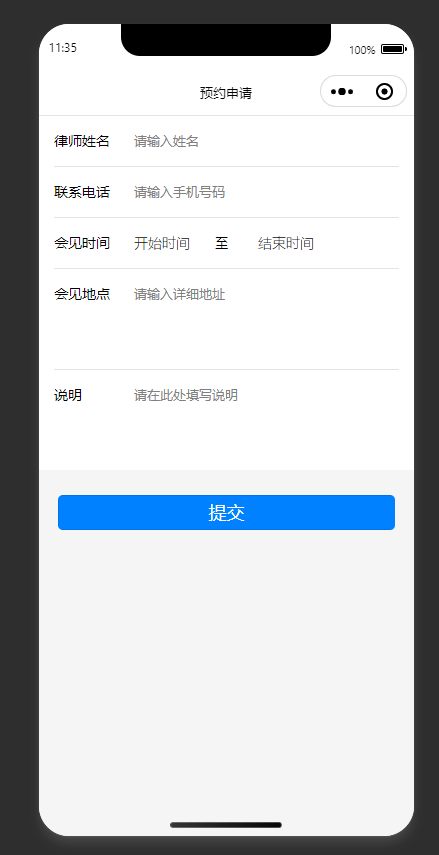 11:35 100%
预约申请
律师姓名 请输入姓名
联系电话 请输入手机号码
会见时间 开始时间 至 结束时间
会见地点 请输入详细地址
说明 请在此处填写说明
提交